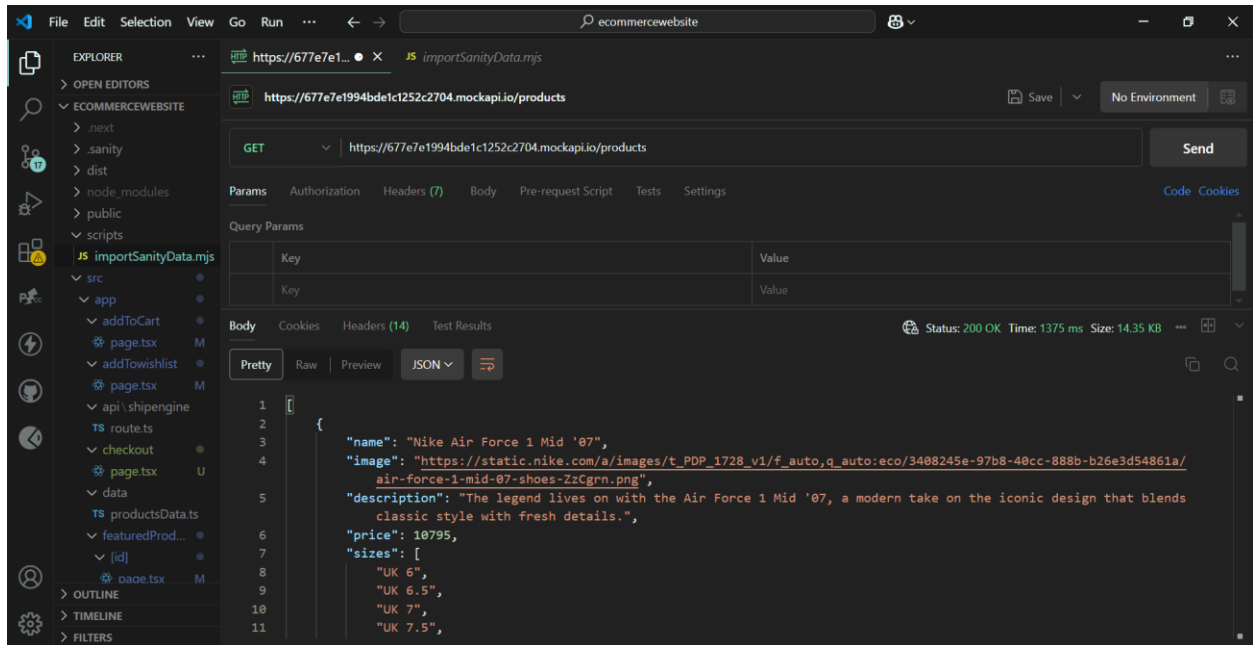 File Edit Selection View Go Run ··· ← → ecommercewebsite
EXPLORER ···
OPEN EDITORS
ECOMMERCEWEBSITE
.next
.sanity
dist
node_modules
public
scripts
JS importSanityData.mjs
src
app
addToCart
page.tsx M
addTowishlist
page.tsx M
api\shipengine
TS route.ts
checkout
page.tsx U
data
TS productsData.ts
featuredProd...
[id]
page.tsx M
OUTLINE
TIMELINE
FILTERS
17
HTTP https://677e7e1... ● × JS importSanityData.mjs ···
HTTP https://677e7e1994bde1c1252c2704.mockapi.io/products Save No Environment
GET https://677e7e1994bde1c1252c2704.mockapi.io/products Send
Params Authorization Headers (7) Body Pre-request Script Tests Settings Code Cookies
Query Params
Key Value
Key Value
Body Cookies Headers (14) Test Results Status: 200 OK Time: 1375 ms Size: 14.35 KB ···
Pretty Raw Preview JSON
1 [
2 {
3 "name": "Nike Air Force 1 Mid '07",
4 "image": "https://static.nike.com/a/images/t_PDP_1728_v1/f_auto,q_auto:eco/3408245e-97b8-40cc-888b-b26e3d54861a/
air-force-1-mid-07-shoes-ZzCgrn.png",
5 "description": "The legend lives on with the Air Force 1 Mid '07, a modern take on the iconic design that blends
classic style with fresh details.",
6 "price": 10795,
7 "sizes": [
8 "UK 6",
9 "UK 6.5",
10 "UK 7",
11 "UK 7.5",